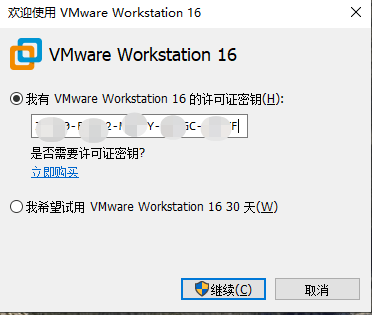 欢迎使用 VMware Workstation 16
VMware Workstation 16
我有 VMware Workstation 16 的许可证密钥(H):
是否需要许可证密钥?
立即购买
我希望试用 VMware Workstation 16 30 天(W)
继续(C)
取消